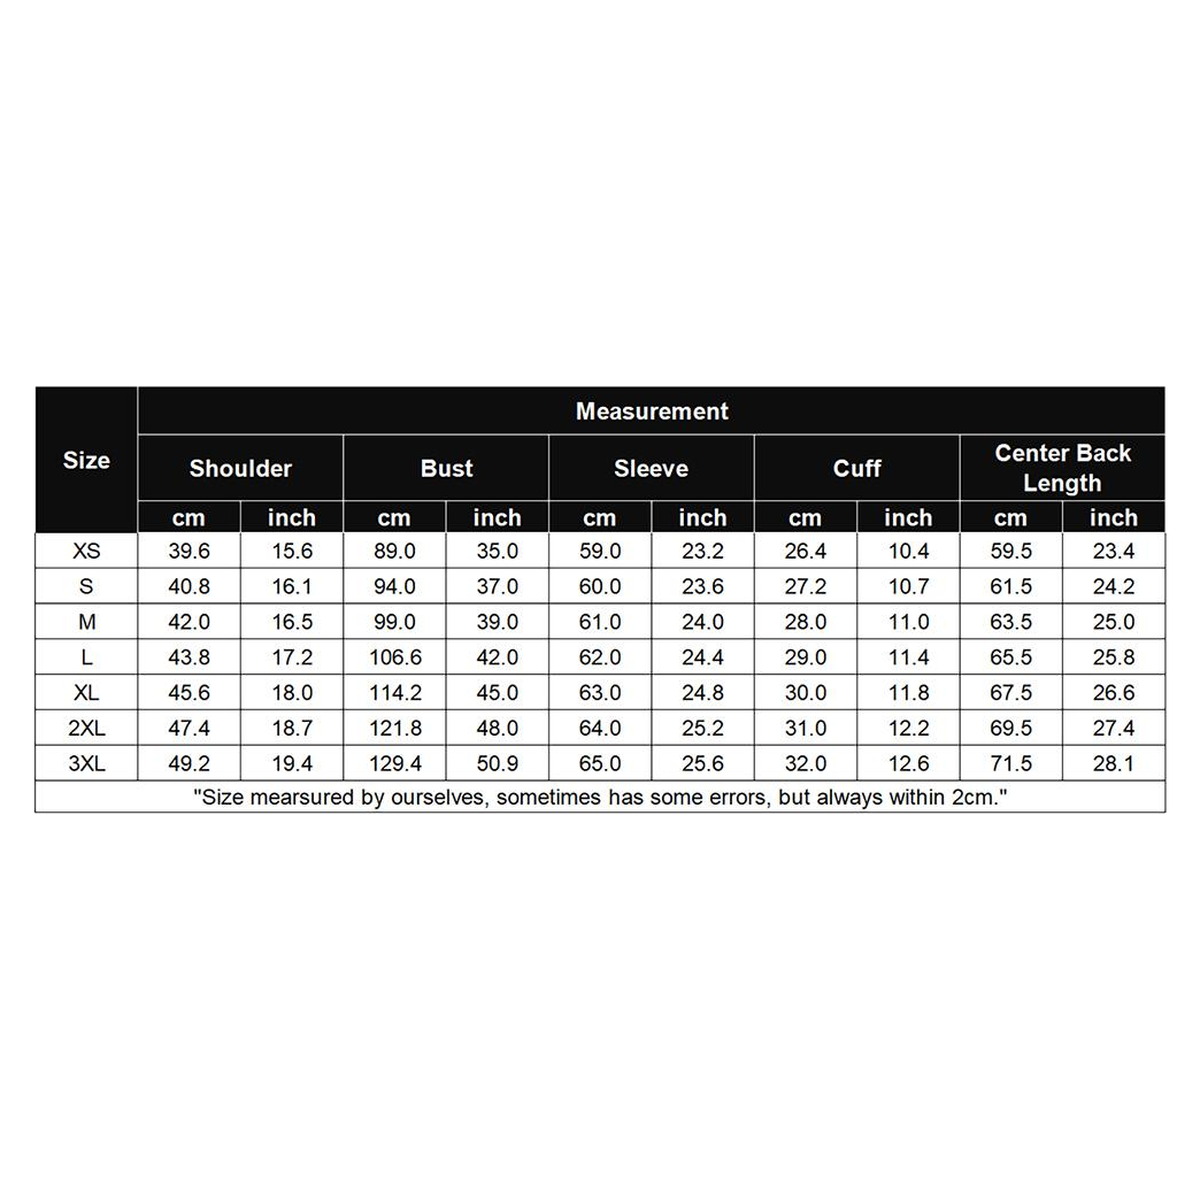 Measurement
Size
Shoulder Bust Sleeve Cuff Center Back
Length
cm inch cm inch cm inch cm inch cm inch
XS 39.6 15.6 89.0 35.0 59.0 23.2 26.4 10.4 59.5 23.4
S 40.8 16.1 94.0 37.0 60.0 23.6 27.2 10.7 61.5 24.2
M 42.0 16.5 99.0 39.0 61.0 24.0 28.0 11.0 63.5 25.0
L 43.8 17.2 106.6 42.0 62.0 24.4 29.0 11.4 65.5 25.8
XL 45.6 18.0 114.2 45.0 63.0 24.8 30.0 11.8 67.5 26.6
2XL 47.4 18.7 121.8 48.0 64.0 25.2 31.0 12.2 69.5 27.4
3XL 49.2 19.4 129.4 50.9 65.0 25.6 32.0 12.6 71.5 28.1
"Size mearsured by ourselves, sometimes has some errors, but always within 2cm."